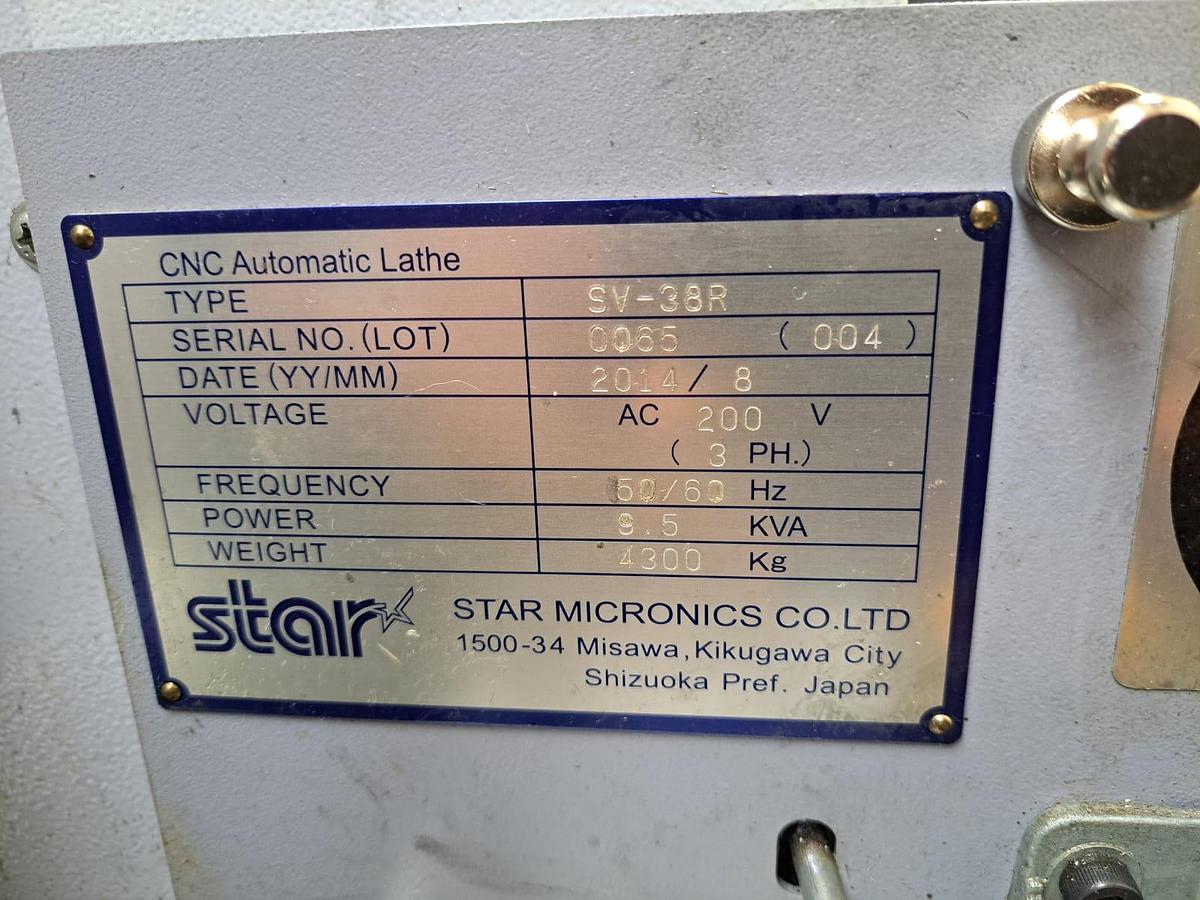 CNC Automatic Lathe
TYPE SV-38R
SERIAL NO.(LOT) 0065 (004)
DATE (YY/MM) 2014/ 8
VOLTAGE AC 200 V
( 3 PH.)
FREQUENCY 50/60 Hz
POWER 9.5 KVA
WEIGHT 4300 Kg
star STAR MICRONICS CO.LTD
1500-34 Misawa,Kikugawa City
Shizuoka Pref. Japan